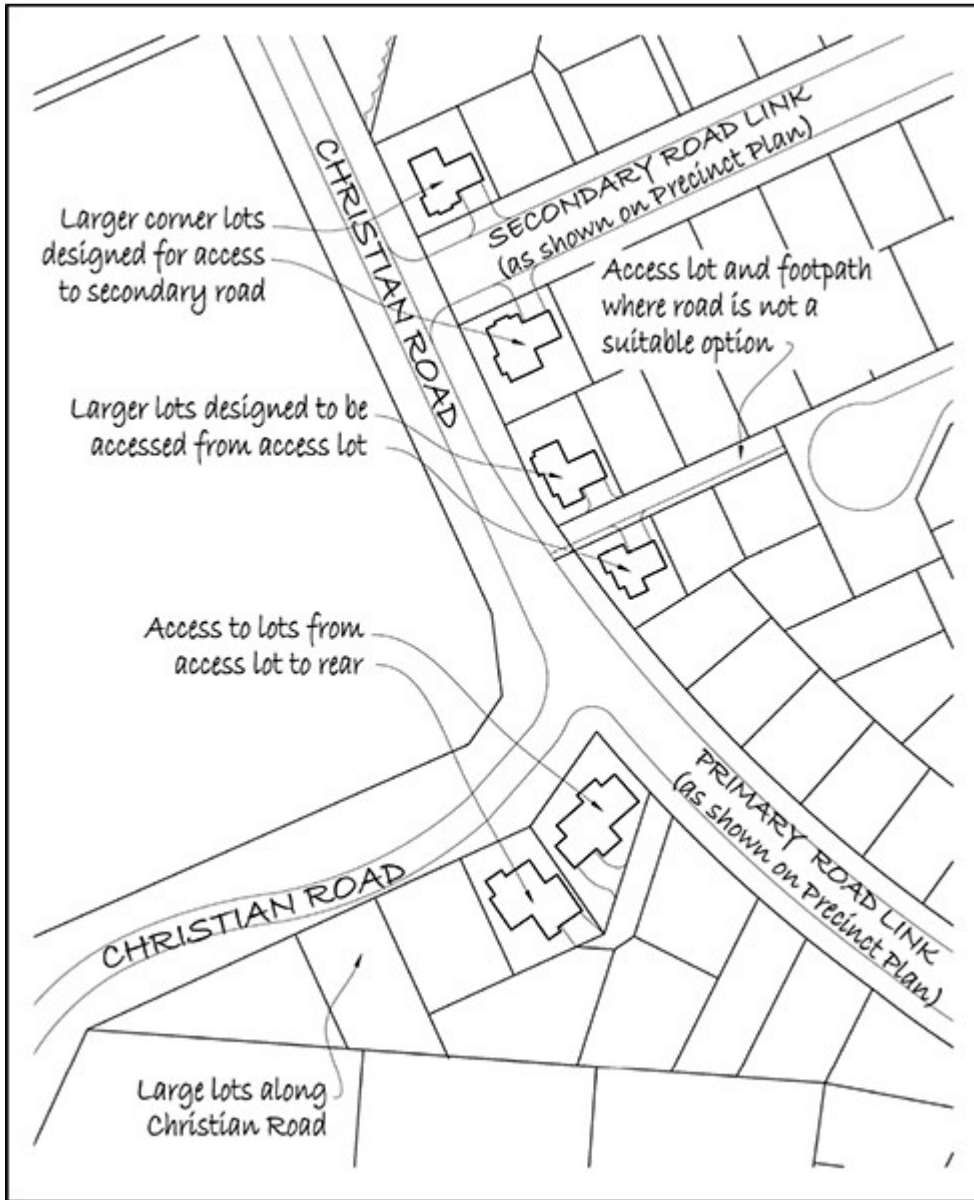 CHRISTIAN ROAD
SECONDARY ROAD LINK
(as shown on Precinct Plan)
Larger corner lots
designed for access
to secondary road
Access lot and footpath
where road is not a
suitable option
Larger lots designed to be
accessed from access lot
Access to lots from
access lot to rear
PRIMARY ROAD LINK
(as shown on Precinct Plan)
CHRISTIAN ROAD
Large lots along
Christian Road